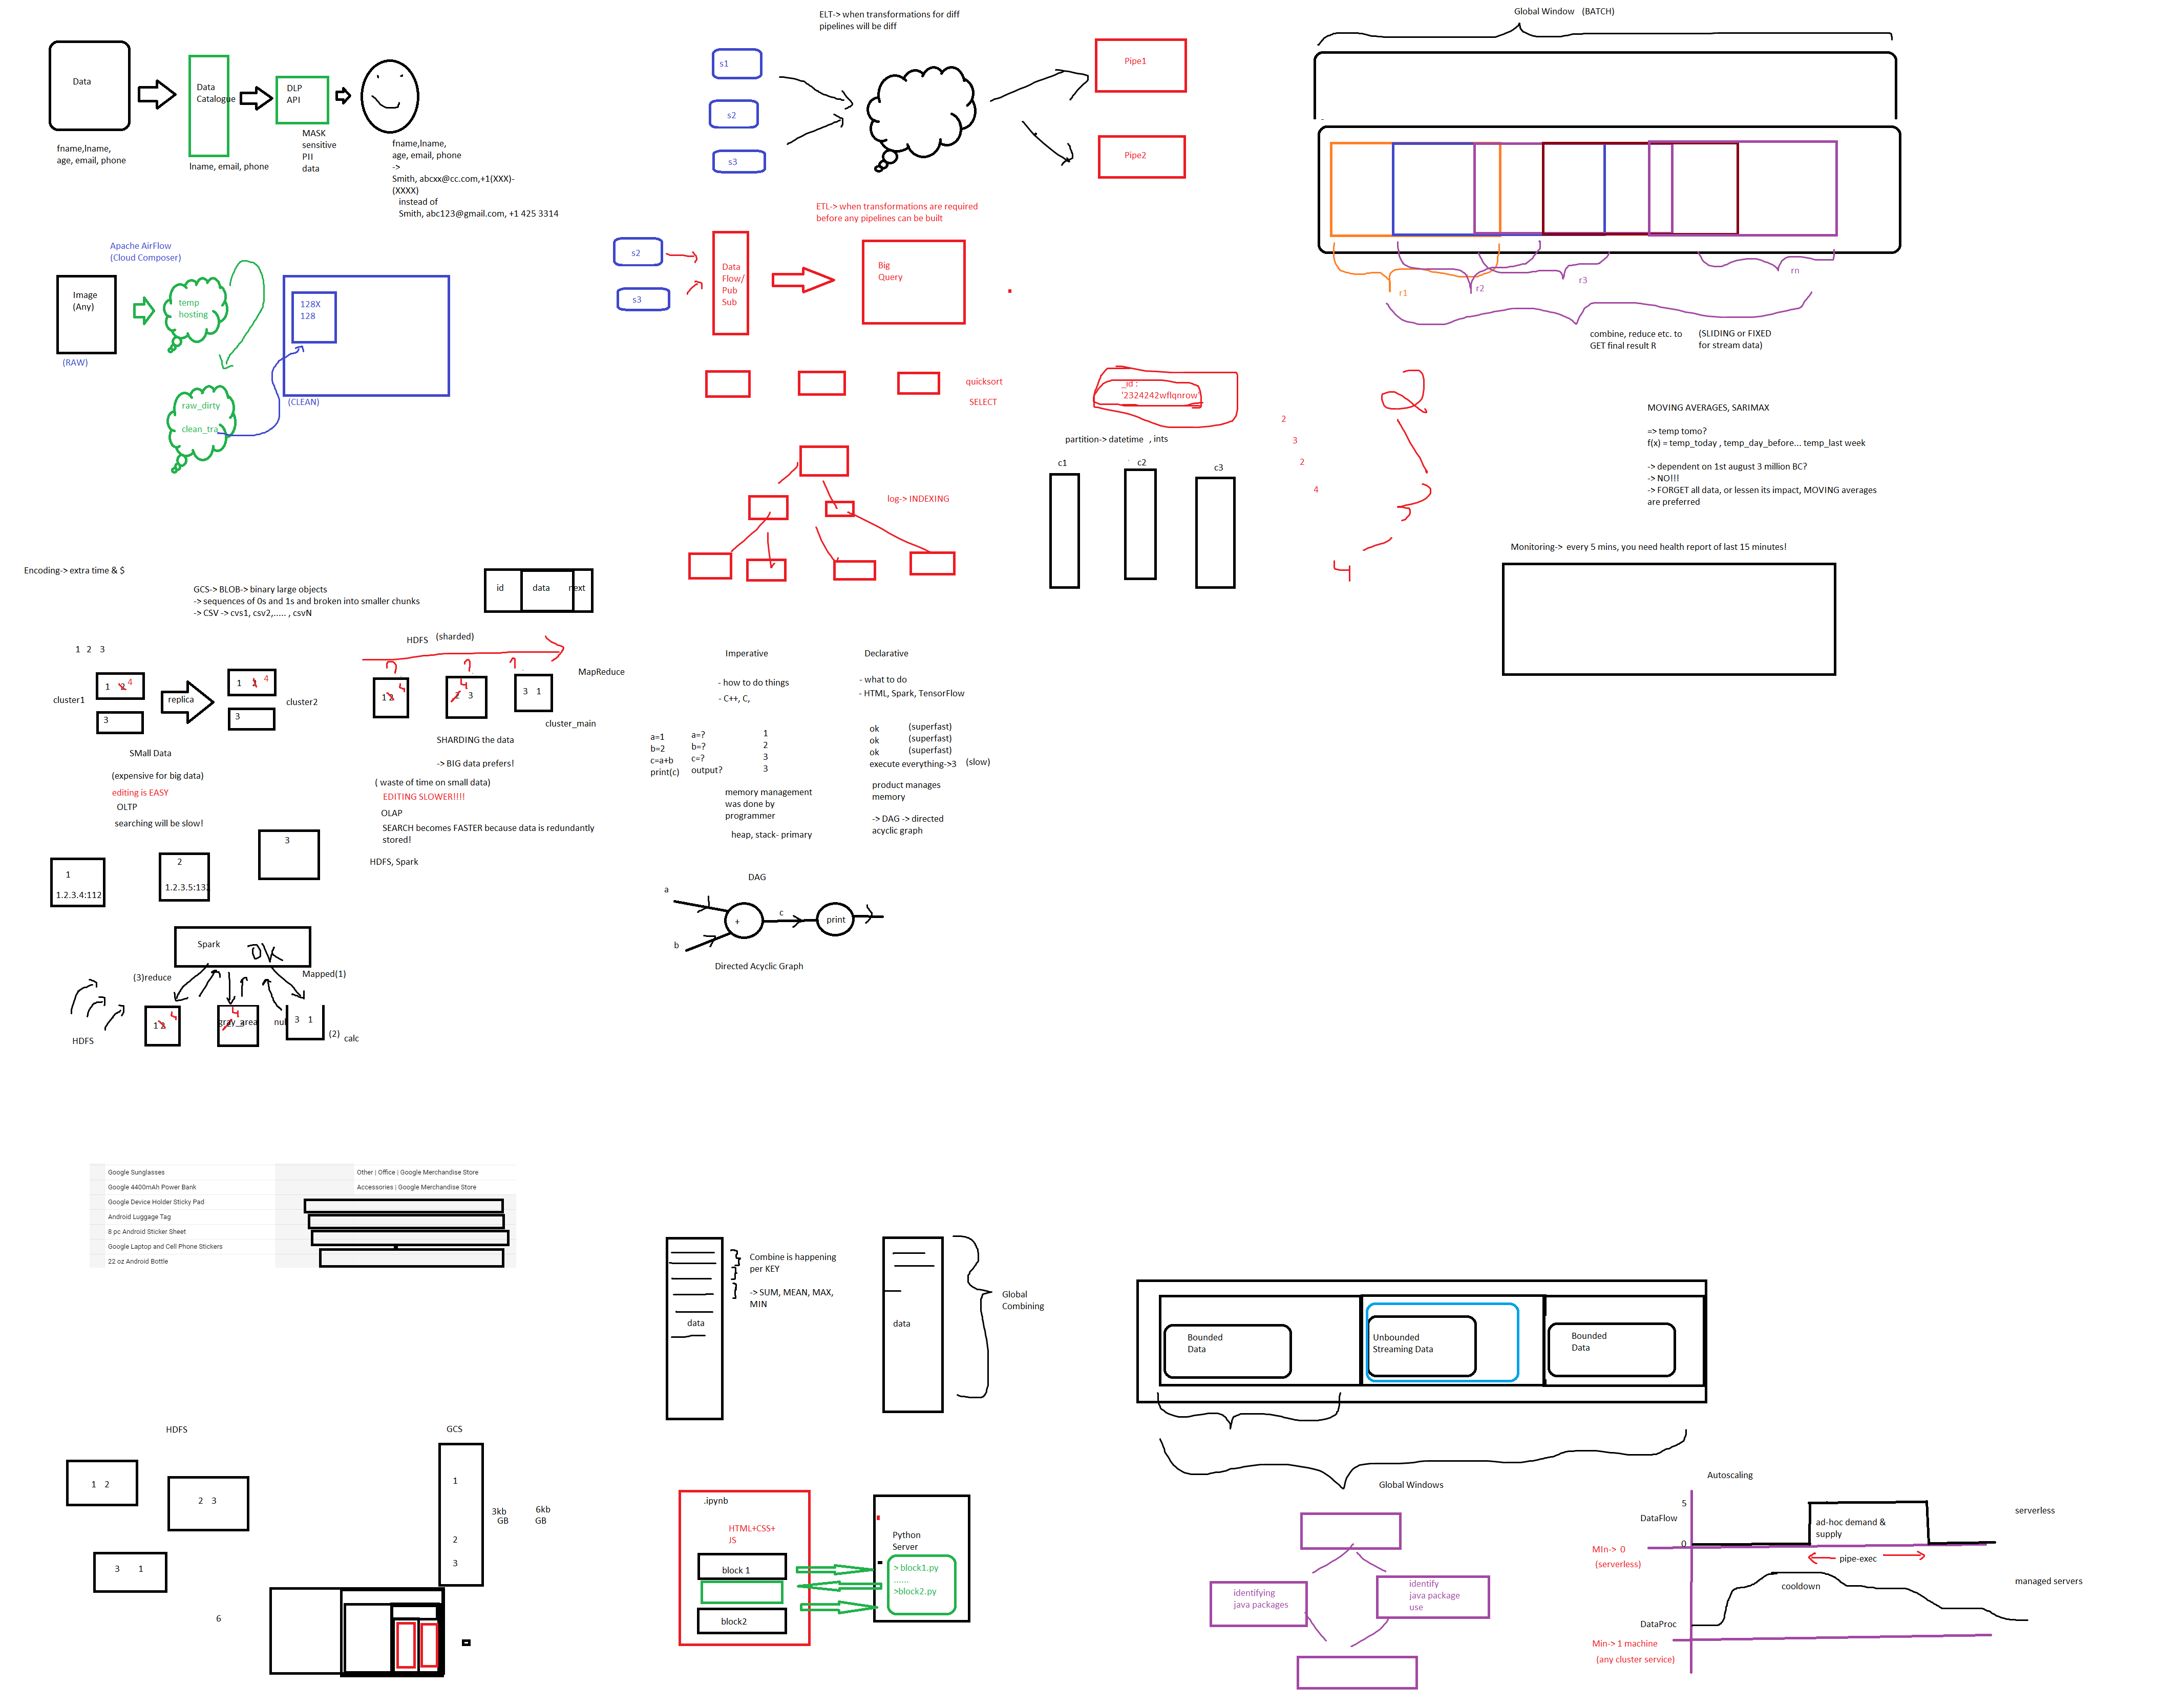 Data
fname,lname,
age, email, phone
Data
Catalogue
lname, email, phone
DLP
API
MASK
sensitive
PII
data
fname,lname,
age, email, phone
->
Smith, abcxx@cc.com,+1(XXX)-
(XXXX)
instead of
Smith, abc123@gmail.com, +1 425 3314
Apache AirFlow
(Cloud Composer)
Image
(Any)
(RAW)
temp
hosting
raw_dirty
clean_tra
128X
128
(CLEAN)
ELT-> when transformations for diff
pipelines will be diff
s1
s2
s3
Pipe1
Pipe2
ETL-> when transformations are required
before any pipelines can be built
s2
s3
Data
Flow/
Pub
Sub
Big
Query
quicksort
SELECT
log-> INDEXING
_id :
'2324242wflqnrow'
partition-> datetime , ints
c1
c2
c3
2
3
2
4
2
3
4
Global Window (BATCH)
r1
r2
r3
rn
combine, reduce etc. to
GET final result R
(SLIDING or FIXED
for stream data)
MOVING AVERAGES, SARIMAX
=> temp tomo?
f(x) = temp_today , temp_day_before... temp_last week
-> dependent on 1st august 3 million BC?
-> NO!!!
-> FORGET all data, or lessen its impact, MOVING averages
are preferred
Monitoring-> every 5 mins, you need health report of last 15 minutes!
Encoding-> extra time & $
GCS-> BLOB-> binary large objects
-> sequences of 0s and 1s and broken into smaller chunks
-> CSV -> cvs1, csv2,..... , csvN
id
data
next
1 2 3
cluster1
1 2 4
3
replica
1 4
3
cluster2
SMall Data
(expensive for big data)
editing is EASY
OLTP
searching will be slow!
HDFS (sharded)
1 2 4
4
3
3 1
MapReduce
cluster_main
SHARDING the data
-> BIG data prefers!
( waste of time on small data)
EDITING SLOWER!!!!
OLAP
SEARCH becomes FASTER because data is redundantly
stored!
HDFS, Spark
1
1.2.3.4:112
2
1.2.3.5:132
3
Spark
OK
(3)reduce
Mapped(1)
HDFS
1 2 4
4
gray_area
nul
3 1
(2)
calc
Imperative
- how to do things
- C++, C,
a=1
b=2
c=a+b
print(c)
a=?
b=?
c=?
output?
1
2
3
3
memory management
was done by
programmer
heap, stack- primary
Declarative
- what to do
- HTML, Spark, TensorFlow
ok (superfast)
ok (superfast)
ok (superfast)
execute everything->3 (slow)
product manages
memory
-> DAG -> directed
acyclic graph
DAG
a
b
+
c
print
Directed Acyclic Graph
Google Sunglasses
Other | Office | Google Merchandise Store
Google 4400mAh Power Bank
Accessories | Google Merchandise Store
Google Device Holder Sticky Pad
Android Luggage Tag
8 pc Android Sticker Sheet
Google Laptop and Cell Phone Stickers
22 oz Android Bottle
data
Combine is happening
per KEY
-> SUM, MEAN, MAX,
MIN
data
Global
Combining
Bounded
Data
Unbounded
Streaming Data
Bounded
Data
Global Windows
HDFS
1 2
2 3
3 1
6
GCS
1
2
3
3kb
GB
6kb
GB
.ipynb
HTML+CSS+
JS
block 1
block2
Python
Server
> block1.py
......
>block2.py
identifying
java packages
identify
java package
use
Autoscaling
5
DataFlow
0
MIn-> 0
(serverless)
ad-hoc demand &
supply
pipe-exec
serverless
cooldown
managed servers
DataProc
Min-> 1 machine
(any cluster service)